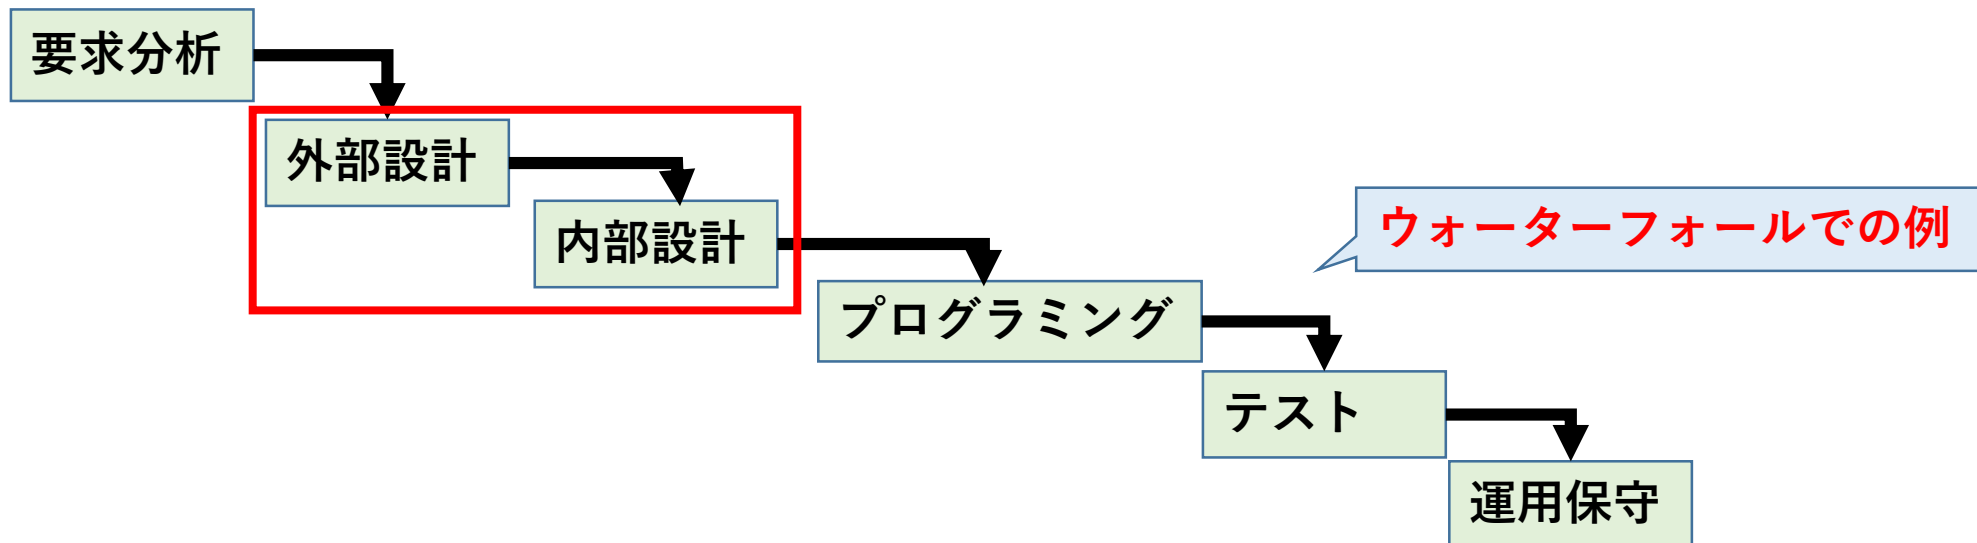 要求分析
外部設計
内部設計
ウォーターフォールでの例
プログラミング
テスト
運用保守